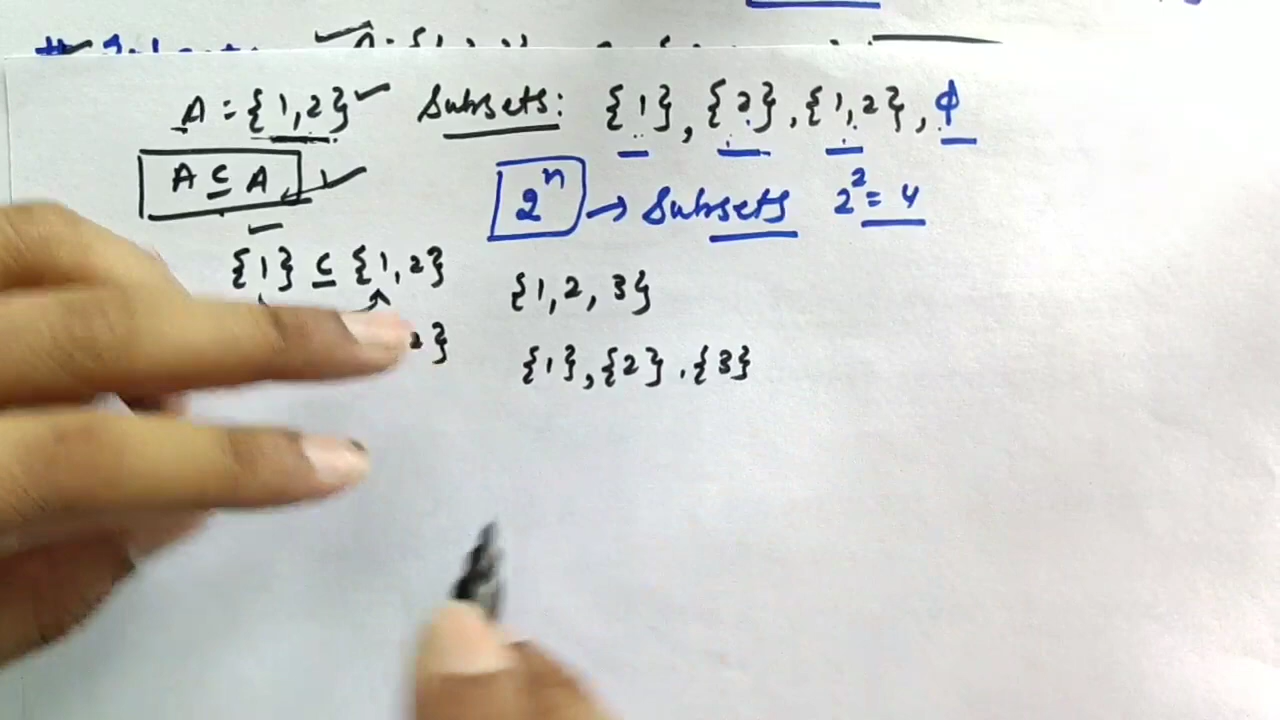 A = {1,2} Subsets: {1}, {2}, {1,2}, ϕ
A ⊆ A
2ⁿ → Subsets 2² = 4
{1} ⊆ {1,2}
{1,2,3}
2}
{1}, {2}, {3}